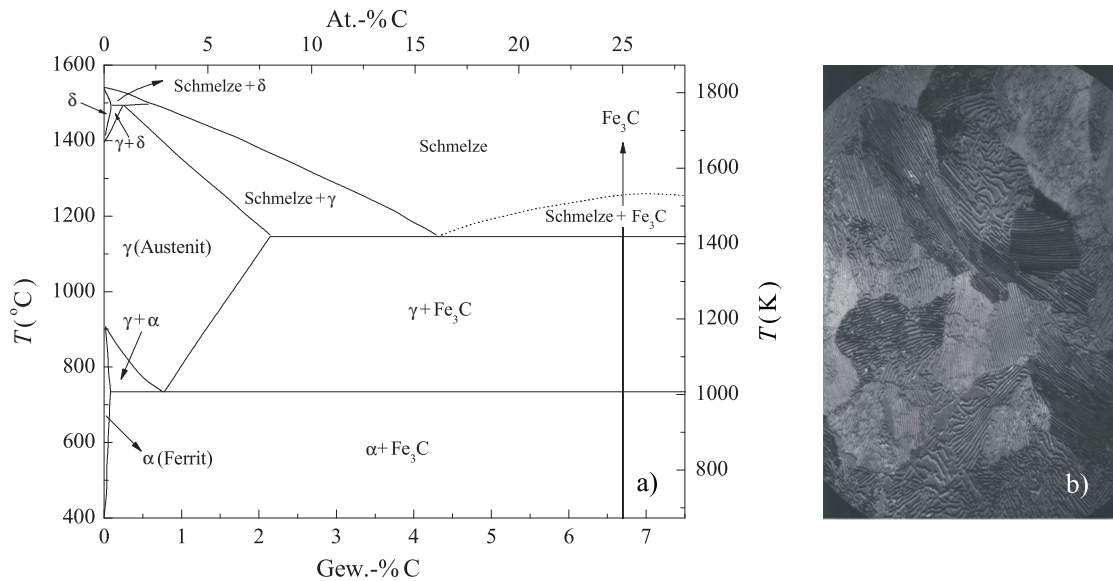 At.-% C
0 5 10 15 20 25
1600
1400
1200
1000
800
600
400
T(°C)
1800
1600
1400
1200
1000
800
T(K)
Schmelze + δ
δ
γ+δ
Fe₃C
Schmelze
Schmelze + γ
Schmelze + Fe₃C
γ (Austenit)
γ + Fe₃C
γ + α
α (Ferrit)
α + Fe₃C
a)
b)
0 1 2 3 4 5 6 7
Gew.-% C